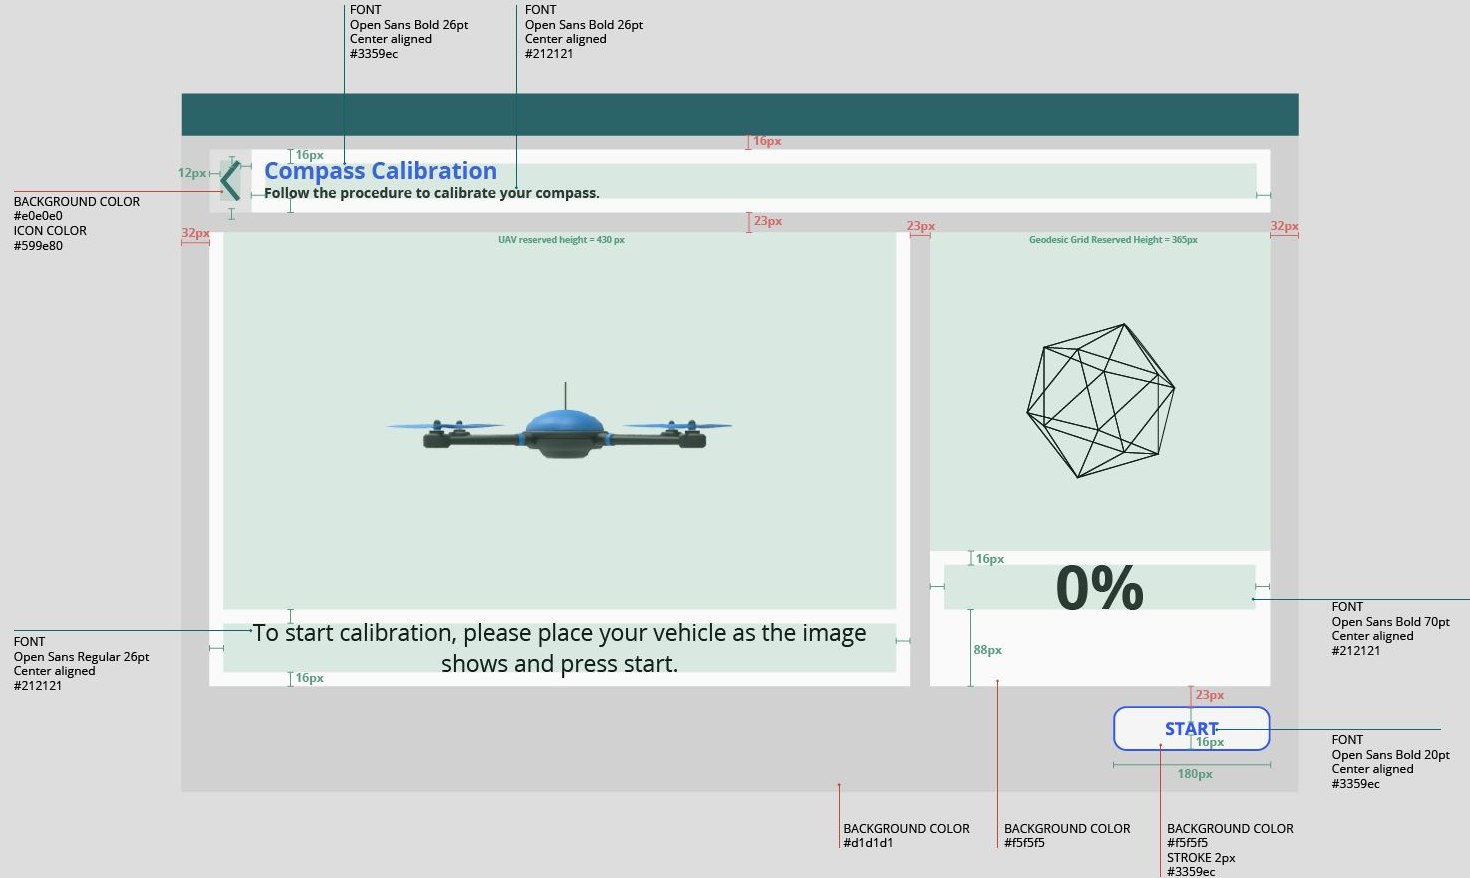 FONT
Open Sans Bold 26pt
Center aligned
#3359ec
FONT
Open Sans Bold 26pt
Center aligned
#212121
16px
16px
12px
Compass Calibration
Follow the procedure to calibrate your compass.
BACKGROUND COLOR
#e0e0e0
ICON COLOR
#599e80
32px
23px
23px
32px
UAV reserved height = 430 px
Geodesic Grid Reserved Height = 365px
16px
0%
FONT
Open Sans Bold 70pt
Center aligned
#212121
To start calibration, please place your vehicle as the image
shows and press start.
FONT
Open Sans Regular 26pt
Center aligned
#212121
16px
88px
23px
START
16px
180px
FONT
Open Sans Bold 20pt
Center aligned
#3359ec
BACKGROUND COLOR
#d1d1d1
BACKGROUND COLOR
#f5f5f5
BACKGROUND COLOR
#f5f5f5
STROKE 2px
#3359ec